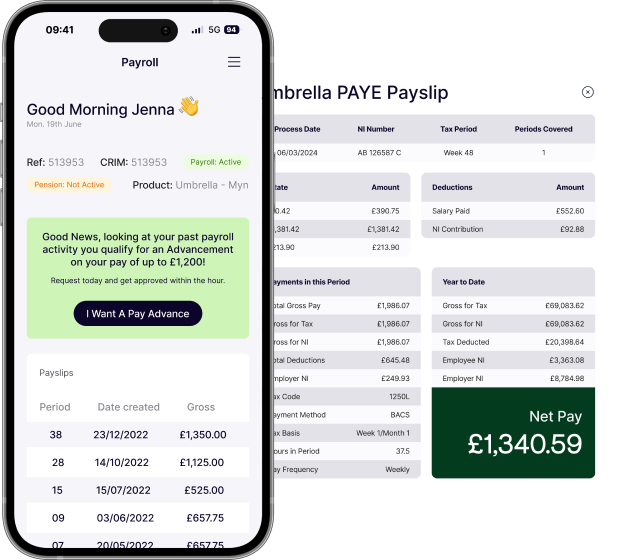 09:41
5G 94
Payroll
Good Morning Jenna 👋
Mon. 19th June
Ref: 513953 CRIM: 513953 Payroll: Active
Pension: Not Active Product: Umbrella - Myn
Good News, looking at your past payroll
activity you qualify for an Advancement
on your pay of up to £1,200!
Request today and get approved within the hour.
I Want A Pay Advance
Payslips
Period Date created Gross
38 23/12/2022 £1,350.00
28 14/10/2022 £1,125.00
15 15/07/2022 £525.00
09 03/06/2022 £657.75
07 20/05/2022 £657.75
mbrella PAYE Payslip
Process Date NI Number Tax Period Periods Covered
06/03/2024 AB 126587 C Week 48 1
ate Amount
0.42 £390.75
,381.42 £1,381.42
213.90 £213.90
Deductions Amount
Salary Paid £552.60
NI Contribution £92.88
ayments in this Period
otal Gross Pay £1,986.07
ross for Tax £1,986.07
ross for NI £1,986.07
otal Deductions £645.48
mployer NI £249.93
ax Code 1250L
ayment Method BACS
ax Basis Week 1/Month 1
ours in Period 37.5
ay Frequency Weekly
Year to Date
Gross for Tax £69,083.62
Gross for NI £69,083.62
Tax Deducted £20,398.64
Employee NI £3,363.08
Employer NI £8,784.98
Net Pay
£1,340.59